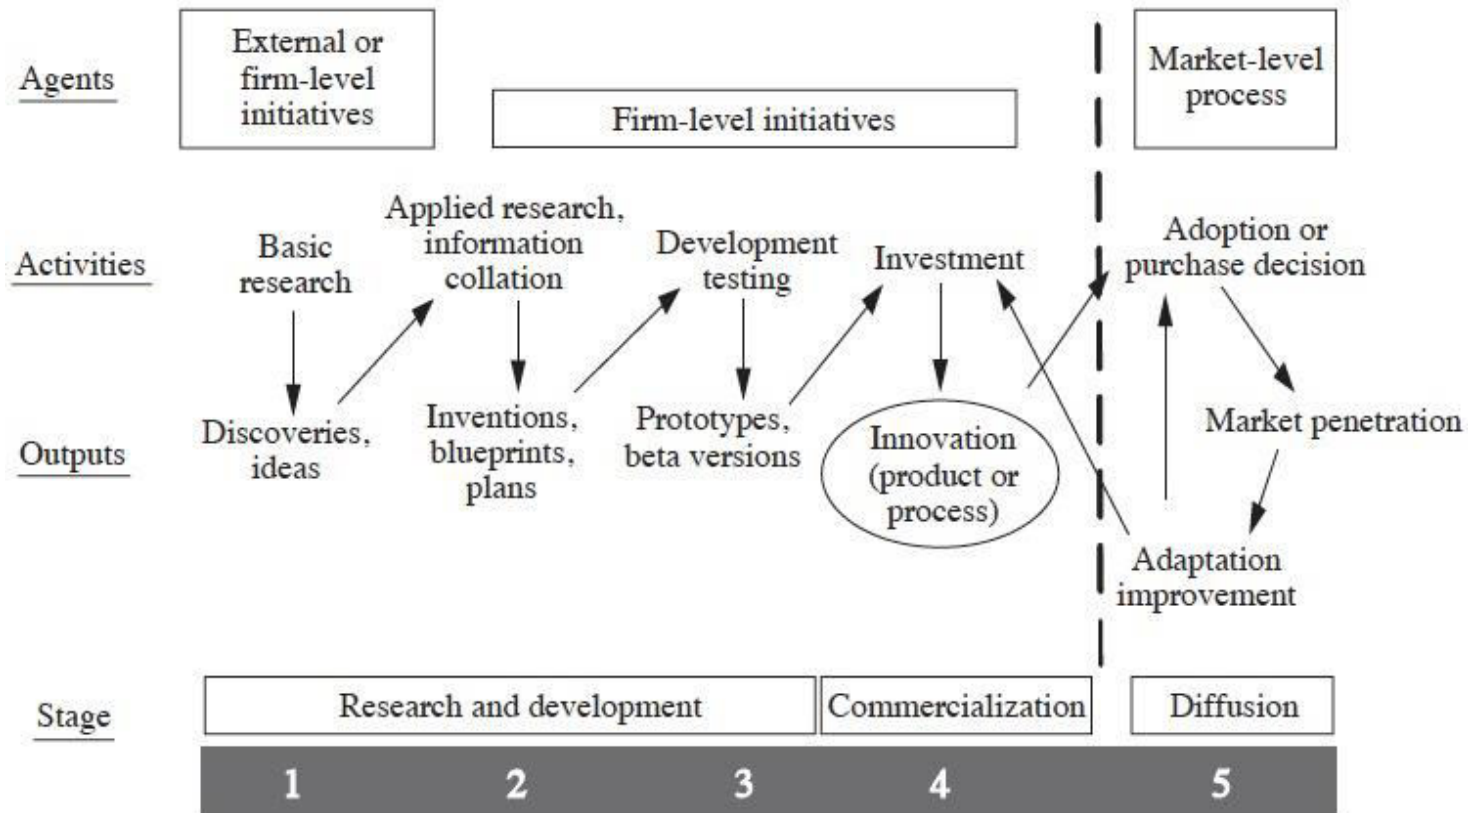 Agents
External or
firm-level
initiatives
Firm-level initiatives
Market-level
process
Activities
Basic
research
Applied research,
information
collation
Development
testing
Investment
Adoption or
purchase decision
Outputs
Discoveries,
ideas
Inventions,
blueprints,
plans
Prototypes,
beta versions
Innovation
(product or
process)
Market penetration
Adaptation
improvement
Stage
Research and development
Commercialization
Diffusion
1 2 3 4 5